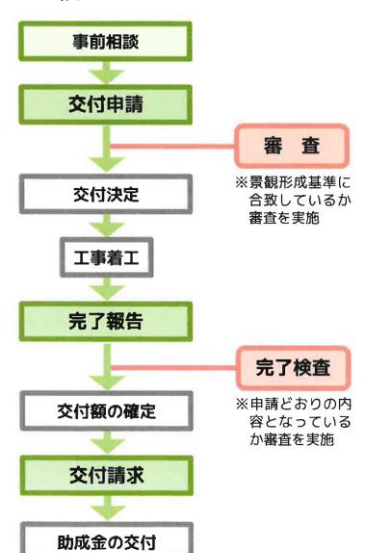 事前相談
交付申請
審　査
※景観形成基準に
合致しているか
審査を実施
交付決定
工事着工
完了報告
完了検査
※申請どおりの内
容となっている
か審査を実施
交付額の確定
交付請求
助成金の交付